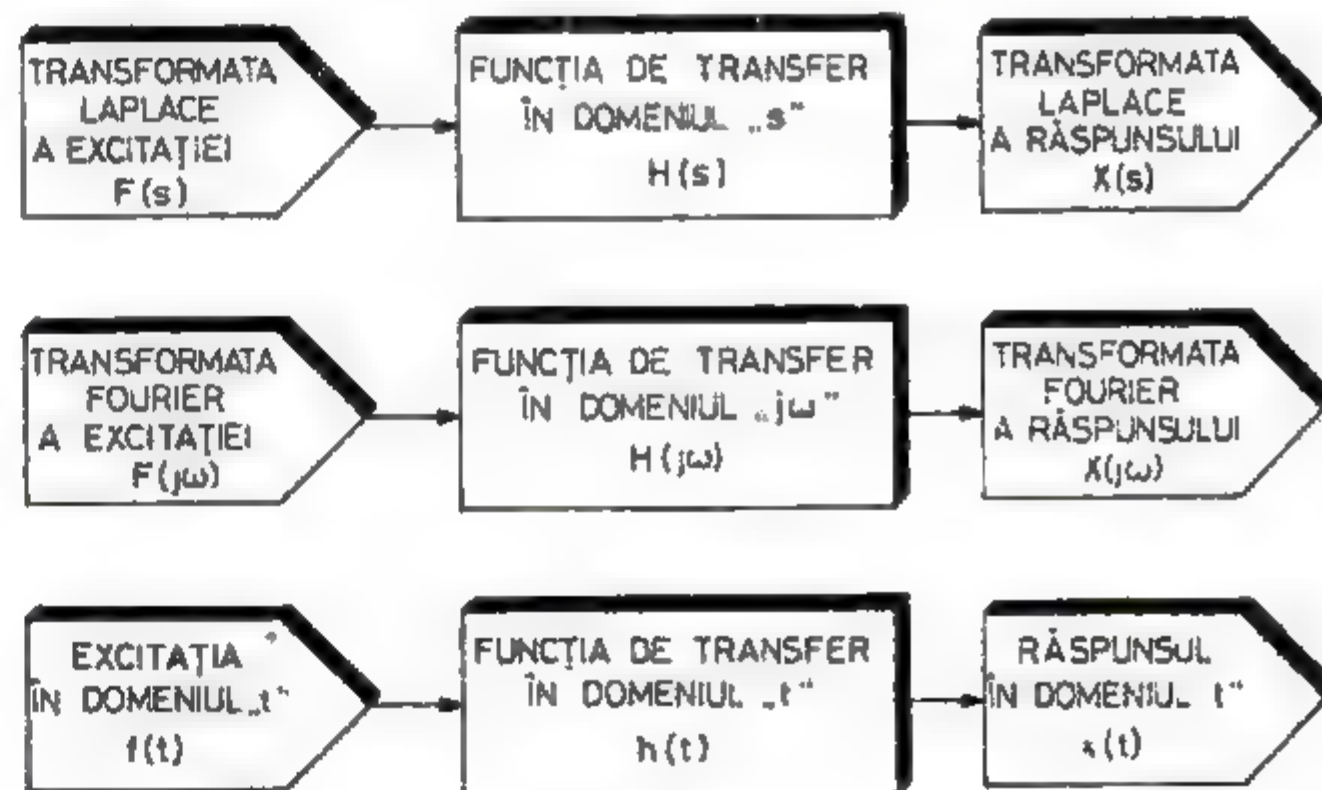 TRANSFORMATA
LAPLACE
A EXCITAȚIEI
F(s)
FUNCȚIA DE TRANSFER
ÎN DOMENIUL „s”
H(s)
TRANSFORMATA
LAPLACE
A RĂSPUNSULUI
X(s)
TRANSFORMATA
FOURIER
A EXCITAȚIEI
F(jω)
FUNCȚIA DE TRANSFER
ÎN DOMENIUL „jω”
H(jω)
TRANSFORMATA
FOURIER
A RĂSPUNSULUI
X(jω)
EXCITAȚIA
ÎN DOMENIUL „t“
f(t)
FUNCȚIA DE TRANSFER
ÎN DOMENIUL „t“
h(t)
RĂSPUNSUL
ÎN DOMENIUL t“
x(t)